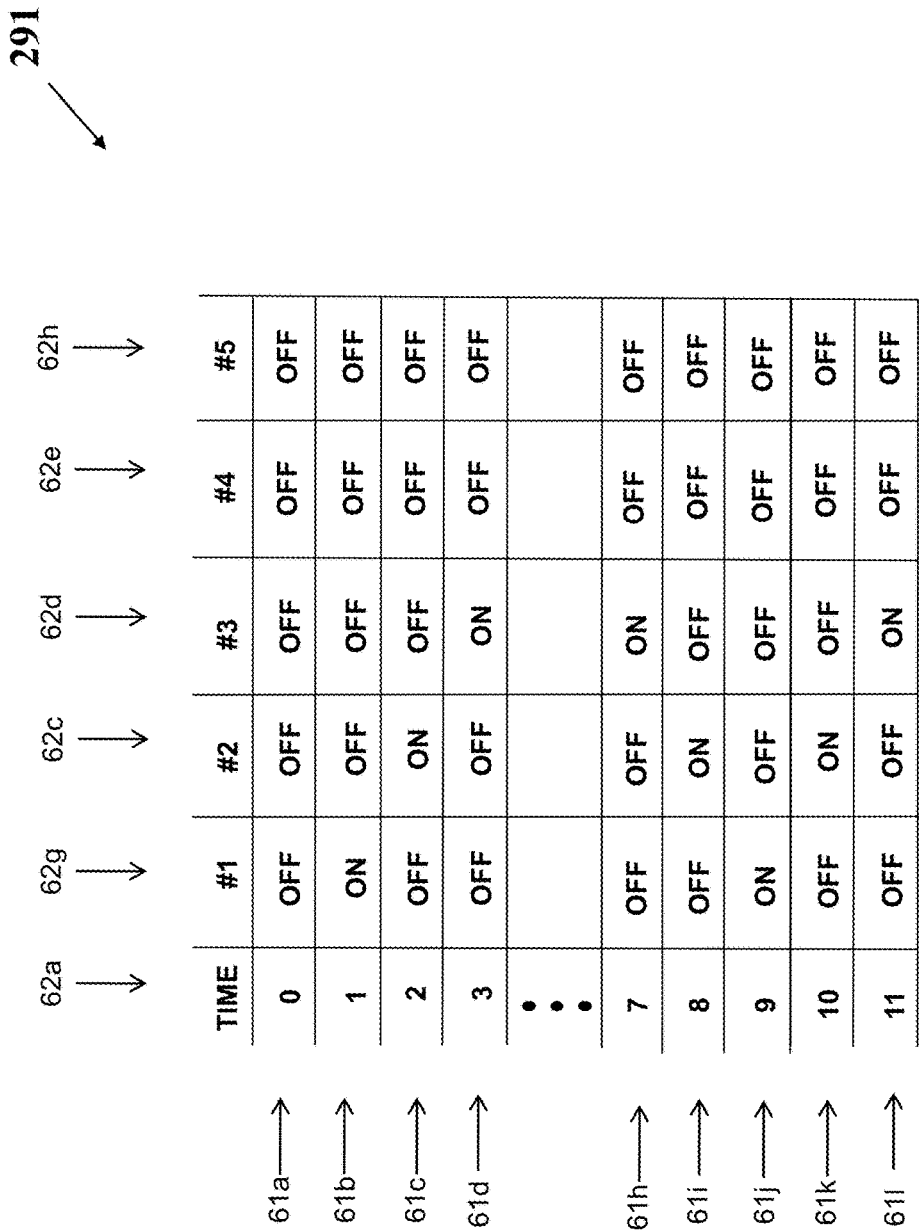 291
62a 62g 62c 62d 62e 62h
TIME #1 #2 #3 #4 #5
61a 0 OFF OFF OFF OFF OFF
61b 1 ON OFF OFF OFF OFF
61c 2 OFF ON OFF OFF OFF
61d 3 OFF OFF ON OFF OFF
• • •
61h 7 OFF OFF ON OFF OFF
61i 8 OFF ON OFF OFF OFF
61j 9 ON OFF OFF OFF OFF
61k 10 OFF ON OFF OFF OFF
61l 11 OFF OFF ON OFF OFF